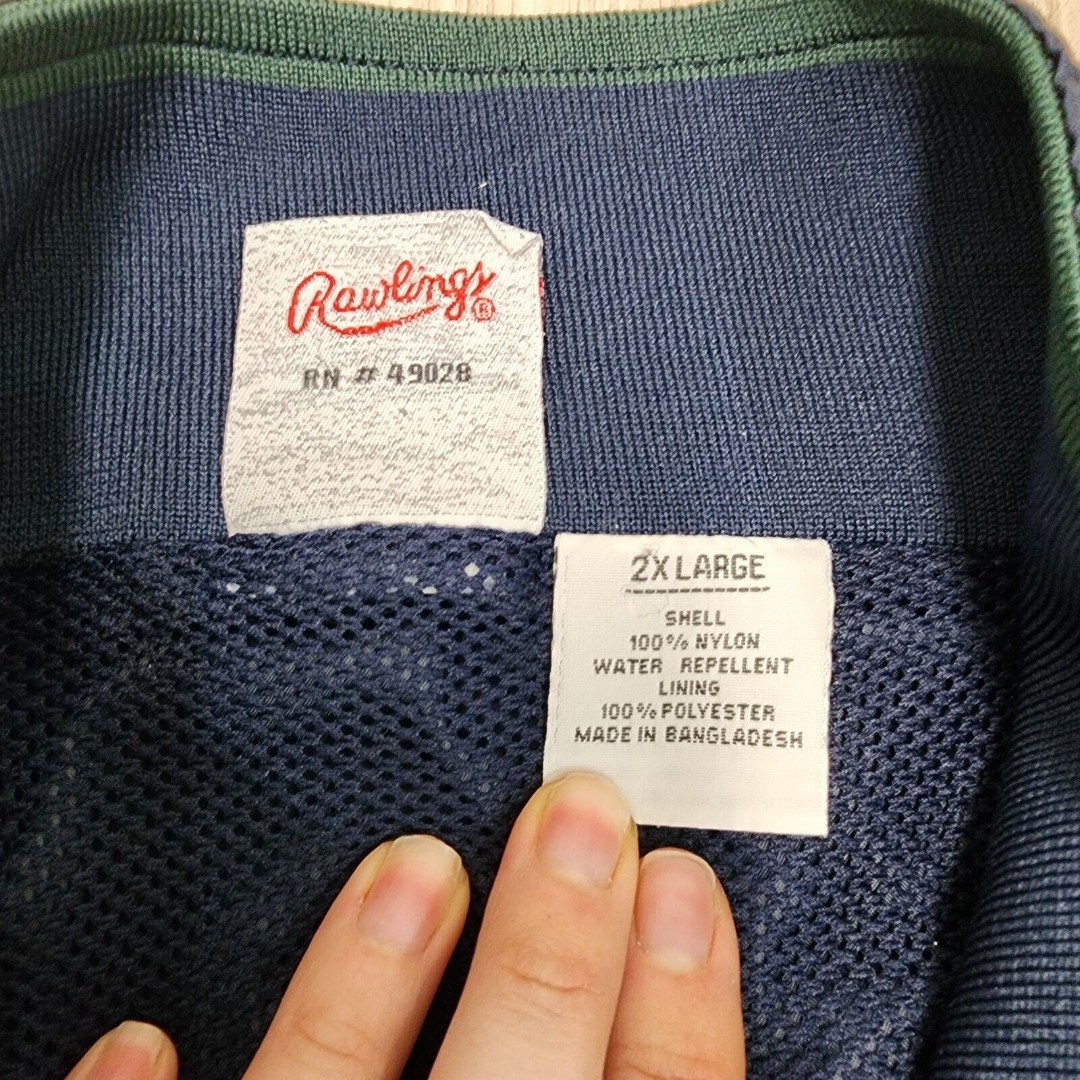 Rawlings®
RN # 49028
2X LARGE
SHELL
100% NYLON
WATER REPELLENT
LINING
100% POLYESTER
MADE IN BANGLADESH